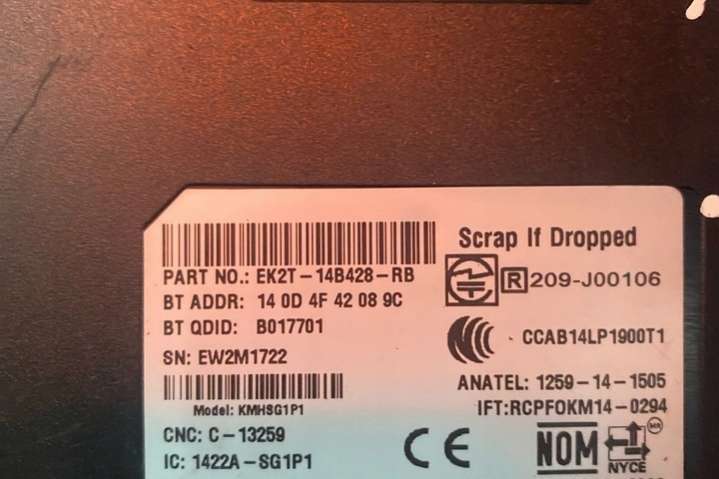 Scrap If Dropped
PART NO.: EK2T-14B428-RB
R 209-J00106
BT ADDR: 14 0D 4F 42 08 9C
BT QDID: B017701
CCAB14LP1900T1
SN: EW2M1722
ANATEL: 1259-14-1505
Model: KMHSG1P1
IFT:RCPFOKM14-0294
CNC: C-13259
IC: 1422A-SG1P1
CE
NOM
NYCE